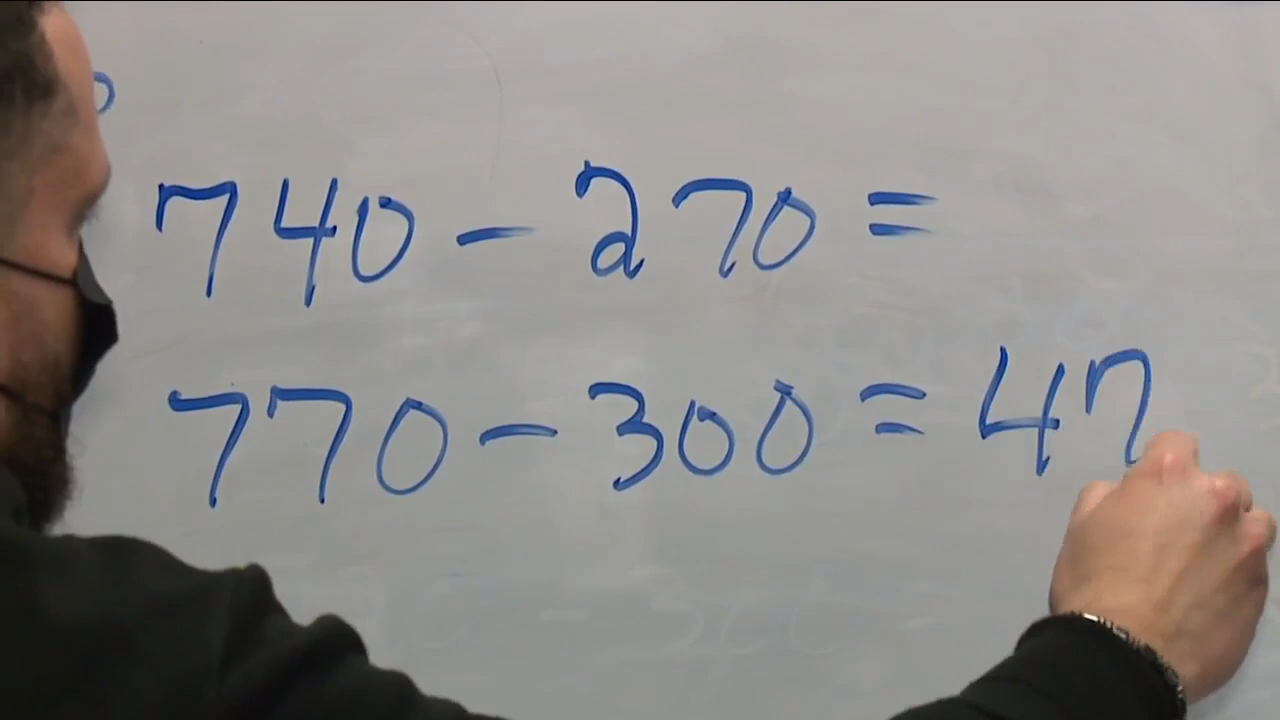 740 - 270 =
770 - 300 = 47